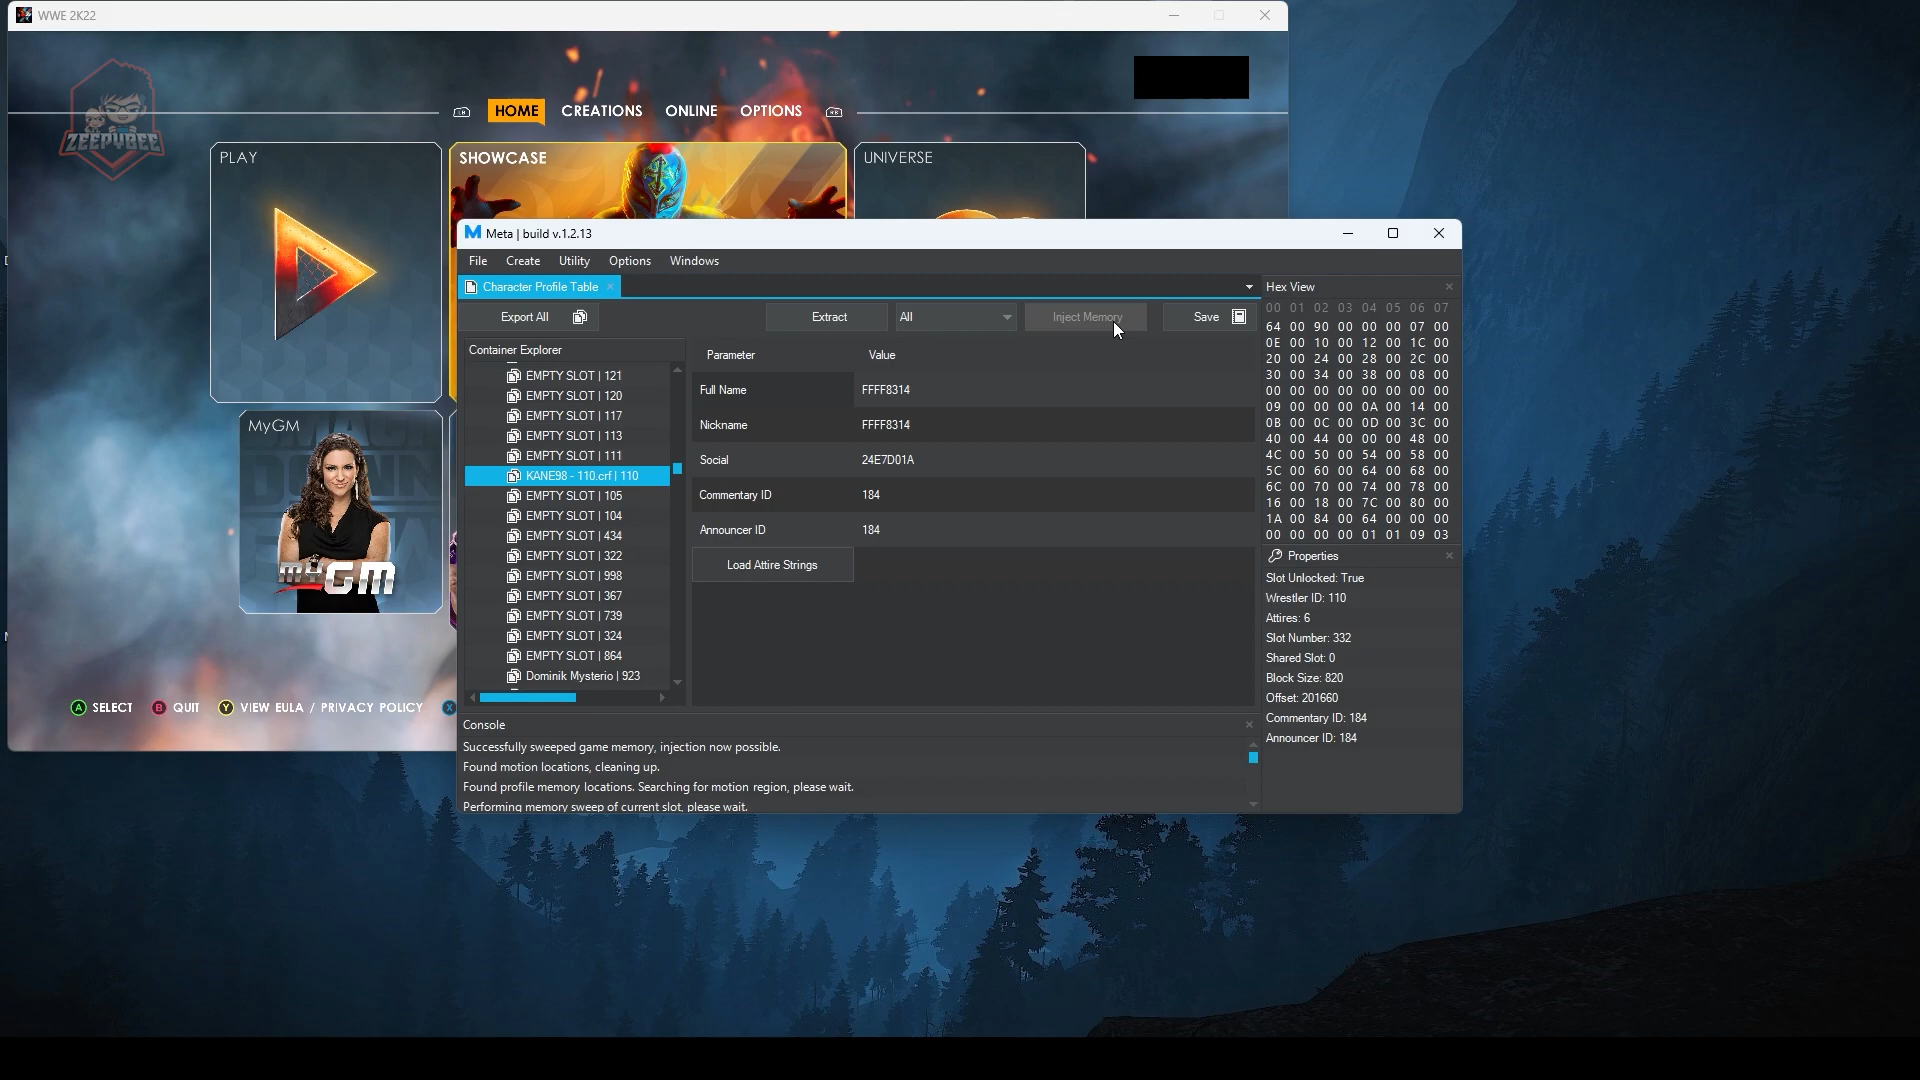 WWE 2K22
ZEEPYBEE
LB HOME CREATIONS ONLINE OPTIONS RB
PLAY
SHOWCASE
UNIVERSE
MyGM
MYGM
A SELECT B QUIT Y VIEW EULA / PRIVACY POLICY X
Meta | build v.1.2.13
File Create Utility Options Windows
Character Profile Table
Export All
Extract
All
Inject Memory
Save
Container Explorer
EMPTY SLOT | 121
EMPTY SLOT | 120
EMPTY SLOT | 117
EMPTY SLOT | 113
EMPTY SLOT | 111
KANE98 - 110.crf | 110
EMPTY SLOT | 105
EMPTY SLOT | 104
EMPTY SLOT | 434
EMPTY SLOT | 322
EMPTY SLOT | 998
EMPTY SLOT | 367
EMPTY SLOT | 739
EMPTY SLOT | 324
EMPTY SLOT | 864
Dominik Mysterio | 923
Parameter Value
Full Name FFFF8314
Nickname FFFF8314
Social 24E7D01A
Commentary ID 184
Announcer ID 184
Load Attire Strings
Console
Successfully sweeped game memory, injection now possible.
Found motion locations, cleaning up.
Found profile memory locations. Searching for motion region, please wait.
Performing memory sweep of current slot, please wait.
Hex View
00 01 02 03 04 05 06 07
64 00 90 00 00 00 07 00
0E 00 10 00 12 00 1C 00
20 00 24 00 28 00 2C 00
30 00 34 00 38 00 08 00
00 00 00 00 00 00 00 00
09 00 00 00 0A 00 14 00
0B 00 0C 00 0D 00 3C 00
40 00 44 00 00 00 48 00
4C 00 50 00 54 00 58 00
5C 00 60 00 64 00 68 00
6C 00 70 00 74 00 78 00
16 00 18 00 7C 00 80 00
1A 00 84 00 64 00 00 00
00 00 00 00 01 01 09 03
Properties
Slot Unlocked: True
Wrestler ID: 110
Attires: 6
Slot Number: 332
Shared Slot: 0
Block Size: 820
Offset: 201660
Commentary ID: 184
Announcer ID: 184